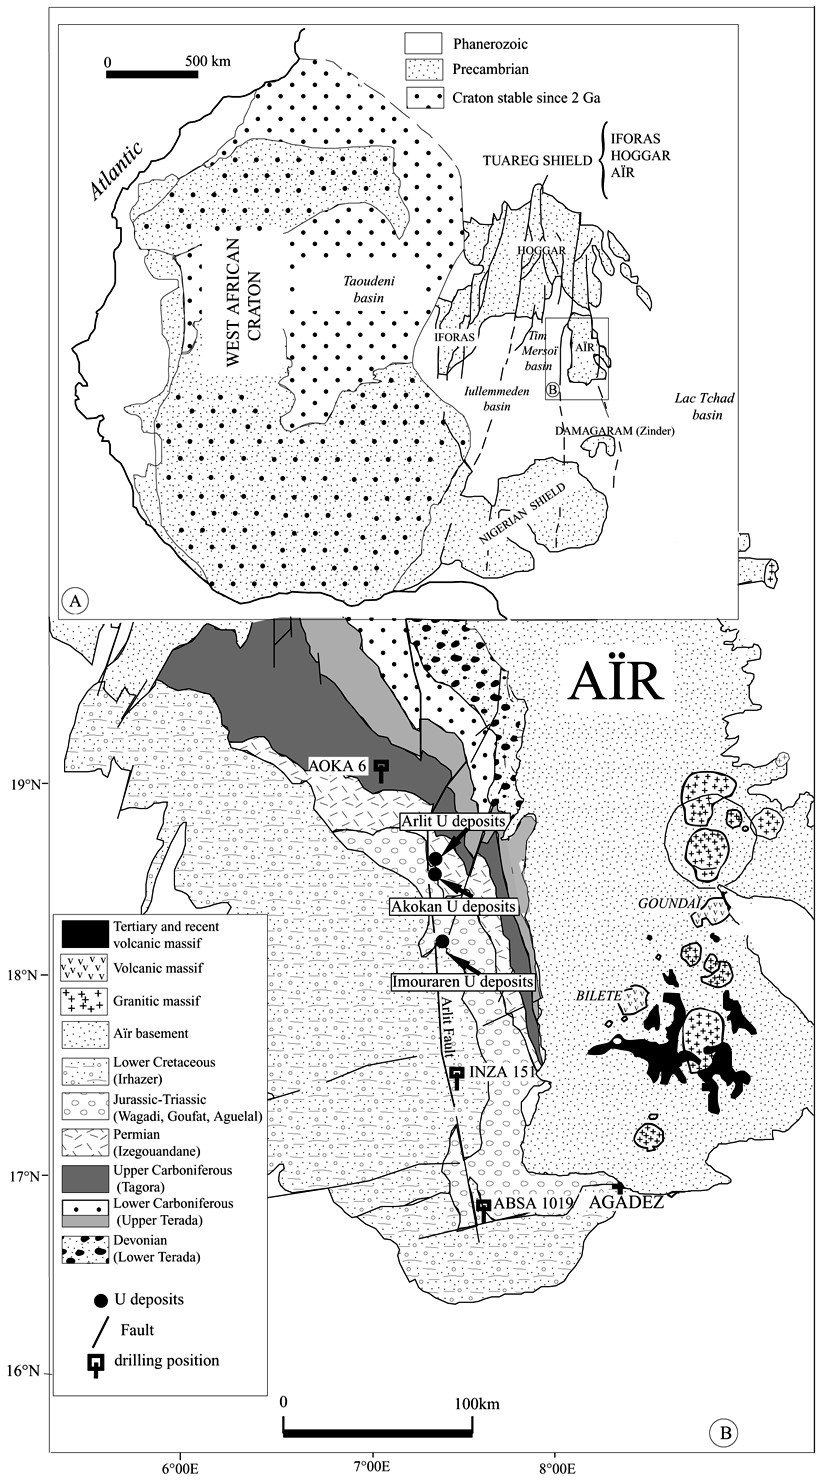 0 500 km
Phanerozoic
Precambrian
Craton stable since 2 Ga
Atlantic
TUAREG SHIELD
IFORAS
HOGGAR
AÏR
HOGGAR
WEST AFRICAN
CRATON
Taoudeni
basin
IFORAS
Tim
Mersoï
basin
AÏR
B
Iullemmeden
basin
Lac Tchad
basin
DAMAGARAM (Zinder)
NIGERIAN SHIELD
A
AÏR
AOKA 6
19°N
Arlit U deposits
Akokan U deposits
GOUNDAÏ
Imouraren U deposits
BILETE
18°N
Arlit Fault
INZA 151
17°N
ABSA 1019
AGADEZ
Tertiary and recent
volcanic massif
Volcanic massif
Granitic massif
Aïr basement
Lower Cretaceous
(Irhazer)
Jurassic-Triassic
(Wagadi, Goufat, Aguelal)
Permian
(Izegouandane)
Upper Carboniferous
(Tagora)
Lower Carboniferous
(Upper Terada)
Devonian
(Lower Terada)
U deposits
Fault
drilling position
16°N
0 100km
B
6°00E 7°00E 8°00E